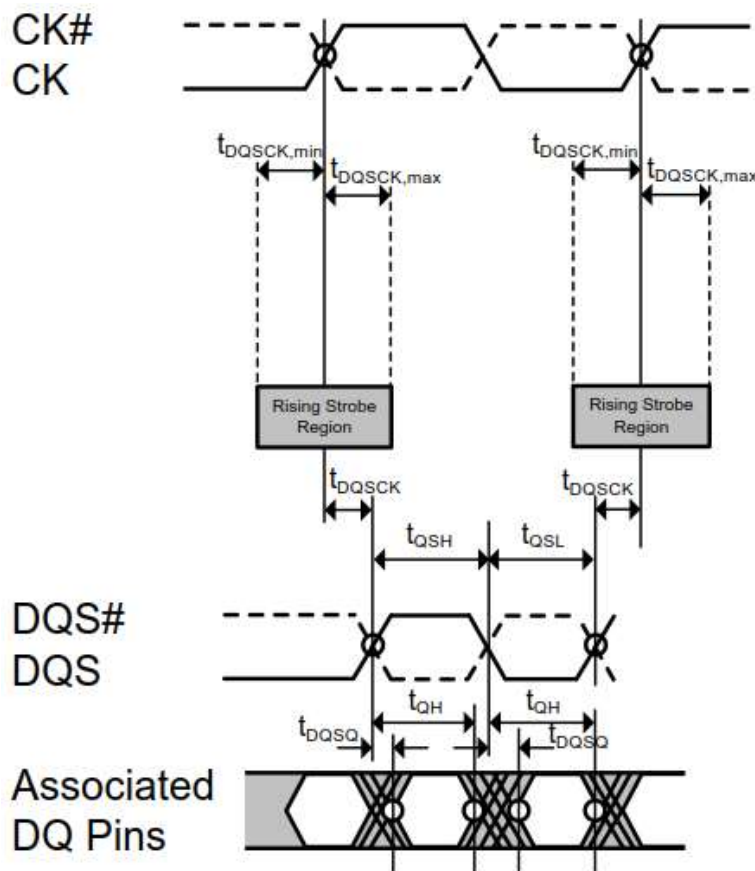 CK#
CK
tDQSCK,min
tDQSCK,min
tDQSCK,max
tDQSCK,max
Rising Strobe
Region
Rising Strobe
Region
tDQSCK
tDQSCK
tQSH
tQSL
DQS#
DQS
tQH
tQH
tDQSQ
tDQSQ
Associated
DQ Pins